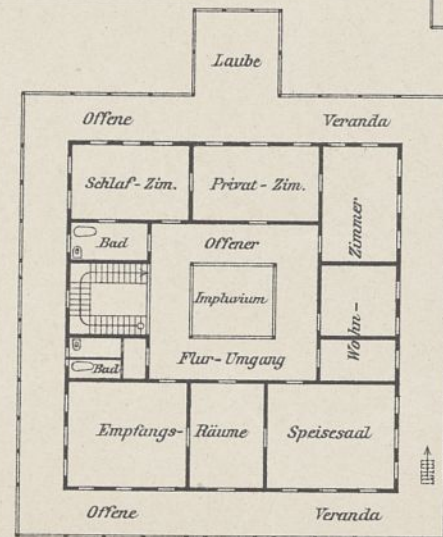 Laube
Offene Veranda
Schlaf-Zim. Privat-Zim.
Zimmer
Bad Offener
Impluvium
Wohn-
Flur-Umgang
Bad
Empfangs- Räume Speisesaal
Offene Veranda